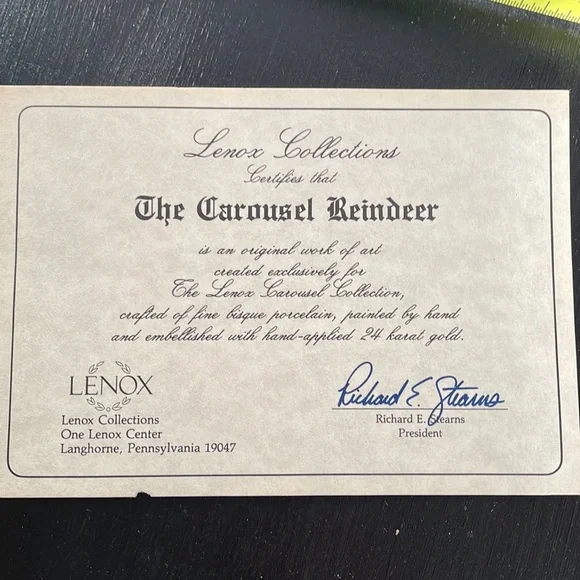 Lenox Collections
Certifies that
The Carousel Reindeer
is an original work of art
created exclusively for
The Lenox Carousel Collection,
crafted of fine bisque porcelain, painted by hand
and embellished with hand-applied 24 karat gold.
LENOX
Lenox Collections
One Lenox Center
Langhorne, Pennsylvania 19047
Richard E. Stearns
Richard E. Stearns
President